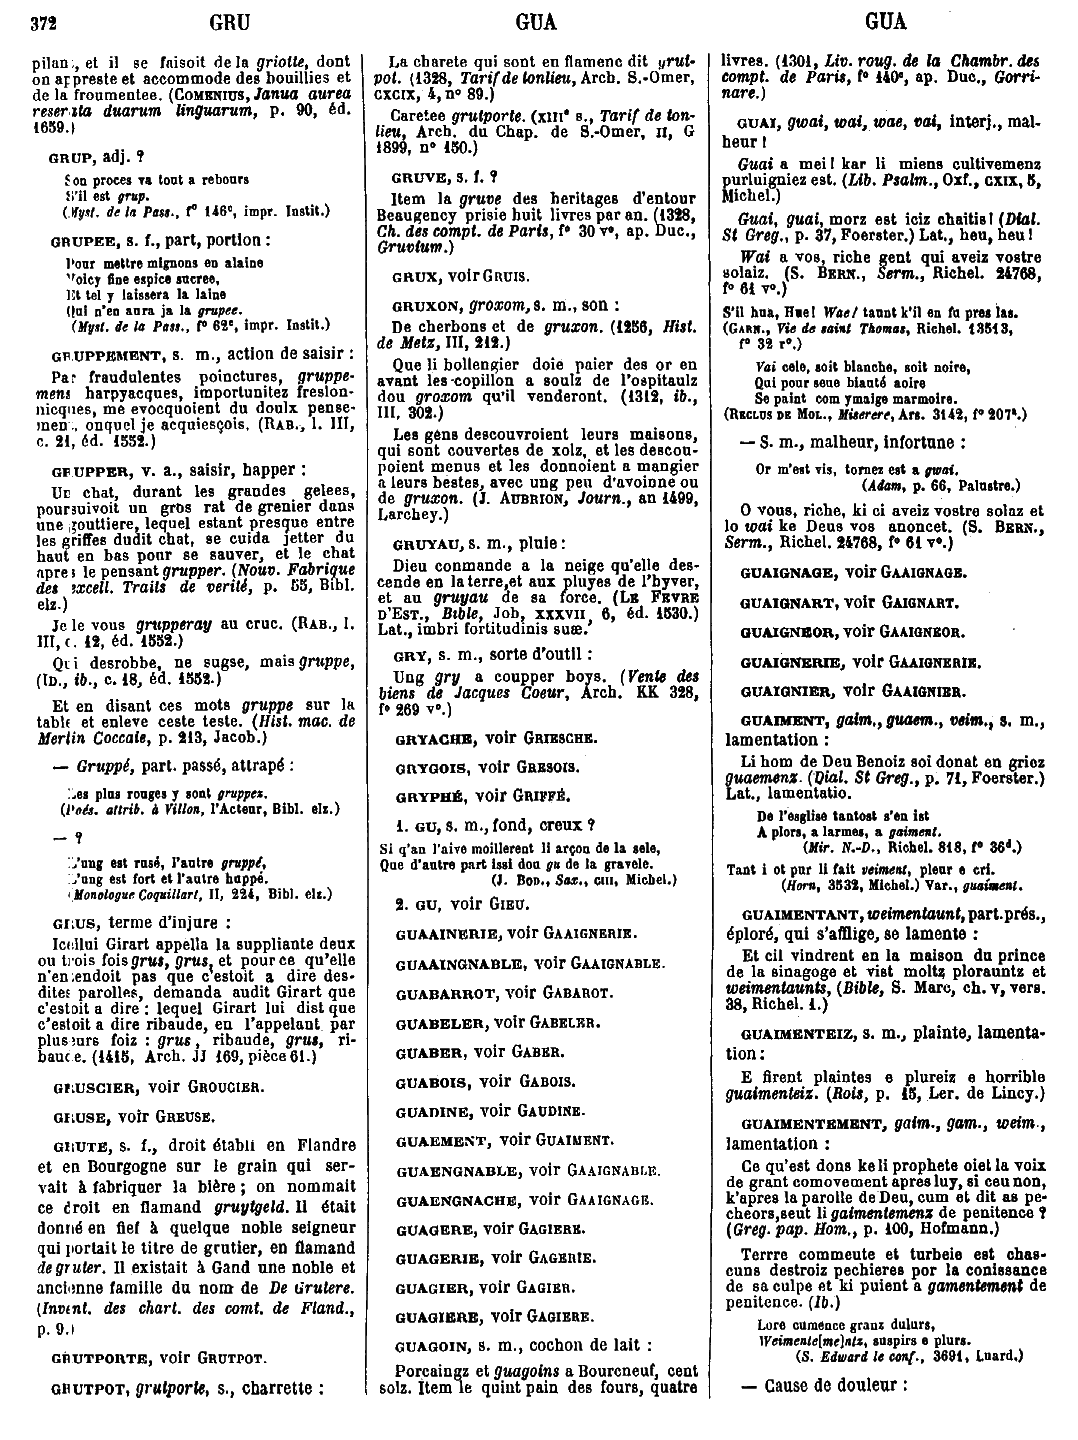 372 GRU GUA GUA
pilan., et il se faisoit de la griotte, dont
on appreste et accommode des bouillies et
de la froumentee. (COMENIUS, Janua aurea
reserata duarum linguarum, p. 90, éd.
1659.)
GRUP, adj. ?
Son proces va tout a rebours
S'il est grup.
(Myst. de la Pass., f° 146c, impr. Instit.)
GRUPEE, s. f., part, portion :
Pour mettre mignons en alaine
Voicy fine espice sucree,
Et tel y laissera la laine
Qui n'en aura ja la grupee.
(Myst. de la Pass., f° 62c, impr. Instit.)
GRUPPEMENT, s. m., action de saisir :
Par fraudulentes poinctures, gruppe-
mens harpyacques, importunitez freslon-
nicques, me evocquoient du doulx pense-
ment, onquel je acquiesçois. (RAB., l. III,
c. 21, éd. 1552.)
GRUPPER, v. a., saisir, happer :
Un chat, durant les grandes gelees,
poursuivoit un gros rat de grenier dans
une gouttiere, lequel estant presque entre
les griffes dudit chat, se cuida jetter du
haut en bas pour se sauver, et le chat
apres le pensant grupper. (Nouv. Fabrique
des excell. Traits de verité, p. 55, Bibl.
elz.)
Je le vous grupperay au cruc. (RAB., l.
III, c. 12, éd. 1552.)
Qui desrobbe, ne sugse, mais gruppe,
(ID., ib., c. 18, éd. 1552.)
Et en disant ces mots gruppe sur la
table et enleve ceste teste. (Hist. mac. de
Merlin Coccaie, p. 213, Jacob.)
— Gruppé, part. passé, attrapé :
Les plus rouges y sont gruppez.
(Poés. attrib. à Villon, l'Acteur, Bibl. elz.)
— ?
L'ung est rusé, l'autre gruppé,
L'ung est fort et l'autre huppé.
(Monologue Coquillart, II, 224, Bibl. elz.)
GRUS, terme d'injure :
Icellui Girart appella la suppliante deux
ou trois fois grus, grus, et pource qu'elle
n'entendoit pas que c'estoit a dire des-
dites parolles, demanda audit Girart que
c'estoit a dire : lequel Girart lui dist que
c'estoit a dire ribaude, en l'appelant par
plusieurs foiz : grus, ribaude, grus, ri-
baude. (1415, Arch. JJ 169, pièce 61.)
GRUSCIER, voir GROUCIER.
GRUSE, voir GREUSE.
GRUTE, s. f., droit établi en Flandre
et en Bourgogne sur le grain qui ser-
vait à fabriquer la bière ; on nommait
ce droit en flamand gruytgeld. Il était
donné en fief à quelque noble seigneur
qui portait le titre de grutier, en flamand
de gruter. Il existait à Gand une noble et
ancienne famille du nom de De Grutere.
(Invent. des chart. des comt. de Fland.,
p. 9.)
GRUTPORTE, voir GRUTPOT.
GRUTPOT, grutporte, s., charrette :
La charete qui sont en flamenc dit grut-
pot. (1328, Tarif de tonlieu, Arch. S.-Omer,
CXCIX, 4, n° 89.)
Caretee grutporte. (XIIIe s., Tarif de ton-
lieu, Arch. du Chap. de S.-Omer, II, G
1899, n° 150.)
GRUVE, s. f. ?
Item la gruve des heritages d'entour
Beaugency prisie huit livres par an. (1328,
Ch. des compt. de Paris, f° 30 v°, ap. Duc.,
Gruvium.)
GRUX, voir GRUIS.
GRUXON, groxom, s. m., son :
De cherbons et de gruxon. (1256, Hist.
de Metz, III, 212.)
Que li bollengier doie paier des or en
avant les copillon a soulz de l'ospitaulz
dou groxom qu'il venderont. (1312, ib.,
III, 302.)
Les gens descouvroient leurs maisons,
qui sont couvertes de xolz, et les descou-
poient menus et les donnoient a mangier
a leurs bestes, avec ung peu d'avoinne ou
de gruxon. (J. AUBRION, Journ., an 1499,
Larchey.)
GRUYAU, s. m., pluie :
Dieu conmande a la neige qu'elle des-
cende en la terre, et aux pluyes de l'hyver,
et au gruyau de sa force. (LE FEVRE
D'EST., Bible, Job, XXXVII, 6, éd. 1530.)
Lat., imbri fortitudinis suæ.
GRY, s. m., sorte d'outil :
Ung gry a coupper boys. (Vente des
biens de Jacques Coeur, Arch. KK 328,
f° 269 v°.)
GRYACHE, voir GRIESCHE.
GRYGOIS, voir GRESOIS.
GRYPHÉ, voir GRIFFÉ.
1. GU, s. m., fond, creux ?
Si q'an l'aive moillerent li arçon de la sele,
Que d'autre part issi dou gu de la gravele.
(J. BOD., Sax., CIII, Michel.)
2. GU, voir GIEU.
GUAAINERIE, voir GAAIGNERIE.
GUAAINGNABLE, voir GAAIGNABLE.
GUABARROT, voir GABAROT.
GUABELER, voir GABELER.
GUABER, voir GABER.
GUABOIS, voir GABOIS.
GUADINE, voir GAUDINE.
GUAEMENT, voir GUAIMENT.
GUAENGNABLE, voir GAAIGNABLE.
GUAENGNACHE, voir GAAIGNAGE.
GUAGERE, voir GAGIERE.
GUAGERIE, voir GAGERIE.
GUAGIER, voir GAGIER.
GUAGIERE, voir GAGIERE.
GUAGOIN, s. m., cochon de lait :
Porcaingz et guagoins a Bourcneuf, cent
solz. Item le quint pain des fours, quatre
livres. (1301, Liv. roug. de la Chambr. des
compt. de Paris, f° 140c, ap. Duc., Gorri-
nare.)
GUAI, gwai, wai, wae, vai, interj., mal-
heur !
Guai a mei ! kar li miens cultivemenz
purluigniez est. (Lib. Psalm., Oxf., CXIX, 5,
Michel.)
Guai, guai, morz est iciz chaitis ! (Dial.
St Greg., p. 37, Foerster.) Lat., heu, heu !
Wai a vos, riche gent qui aveiz vostre
solaiz. (S. BERN., Serm., Richel. 24768,
f° 61 v°.)
S'il hua, Hue ! Wae ! tannt k'il en fu pres las.
(GARN., Vie de saint Thomas, Richel. 13513,
f° 32 r°.)
Vai cele, soit blanche, soit noire,
Qui pour seue biauté aoire
Se paint com ymaige marmoire.
(RECLUS DE MOL., Miserere, Ars. 3142, f° 207a.)
— S. m., malheur, infortune :
Or m'est vis, tornez est a gwai.
(Adam, p. 66, Palustre.)
O vous, riche, ki ci aveiz vostre solaz et
lo wai ke Deus vos anoncet. (S. BERN.,
Serm., Richel. 24768, f° 61 v°.)
GUAIGNAGE, voir GAAIGNAGE.
GUAIGNART, voir GAIGNART.
GUAIGNEOR, voir GAAIGNEOR.
GUAIGNERIE, voir GAAIGNERIE.
GUAIGNIER, voir GAAIGNIER.
GUAIMENT, gaim., guaem., veim., s. m.,
lamentation :
Li hom de Deu Benoiz soi donat en griez
guaemenz. (Dial. St Greg., p. 71, Foerster.)
Lat., lamentatio.
De l'esglise tantost s'en ist
A plors, a larmes, a gaiment.
(Mir. N.-D., Richel. 818, f° 36d.)
Tant i ot pur li fait veiment, pleur e cri.
(Horn, 3532, Michel.) Var., guaiment.
GUAIMENTANT, weimentaunt, part. prés.,
éploré, qui s'afflige, se lamente :
Et cil vindrent en la maison du prince
de la sinagoge et vist moltz plorauntz et
weimentaunts, (Bible, S. Marc, ch. V, vers.
38, Richel. 1.)
GUAIMENTEIZ, s. m., plainte, lamenta-
tion :
E firent plaintes e plureiz e horrible
guaimenteiz. (Rois, p. 15, Ler. de Lincy.)
GUAIMENTEMENT, gaim., gam., weim.,
lamentation :
Ce qu'est dons ke li prophete oiet la voix
de grant comovement apres luy, si ceu non,
k'apres la parolle de Deu, cum et dit as pe-
cheors, seut li gaimentemenz de penitence ?
(Greg. pap. Hom., p. 100, Hofmann.)
Terrre commeute et turbeie est chas-
cuns destroiz pechieres por la conissance
de sa culpe et ki puient a gamentement de
penitence. (Ib.)
Lore cumence granz dulurs,
Weimente[me]ntz, suspirs e plurs.
(S. Edward le conf., 3691, Luard.)
— Cause de douleur :